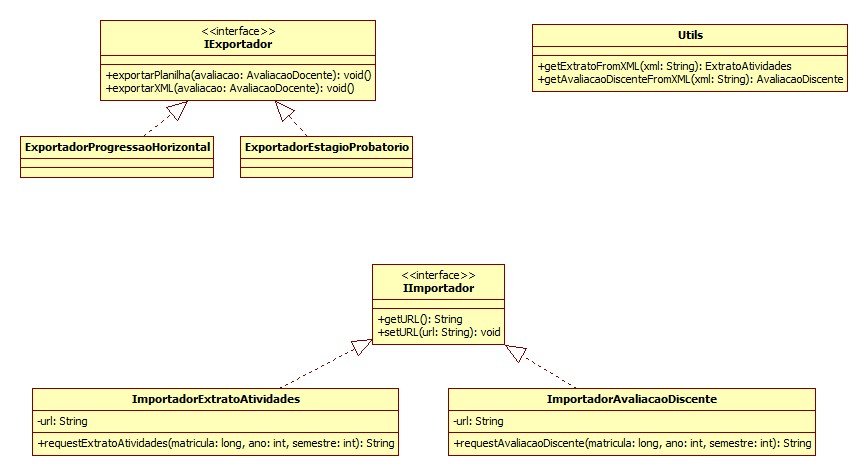 <<interface>>
IExportador
+exportarPlanilha(avaliacao: AvaliacaoDocente): void()
+exportarXML(avaliacao: AvaliacaoDocente): void()
Utils
+getExtratoFromXML(xml: String): ExtratoAtividades
+getAvaliacaoDiscenteFromXML(xml: String): AvaliacaoDiscente
ExportadorProgressaoHorizontal
ExportadorEstagioProbatorio
<<interface>>
IImportador
+getURL(): String
+setURL(url: String): void
ImportadorExtratoAtividades
-url: String
+requestExtratoAtividades(matricula: long, ano: int, semestre: int): String
ImportadorAvaliacaoDiscente
-url: String
+requestAvaliacaoDiscente(matricula: long, ano: int, semestre: int): String